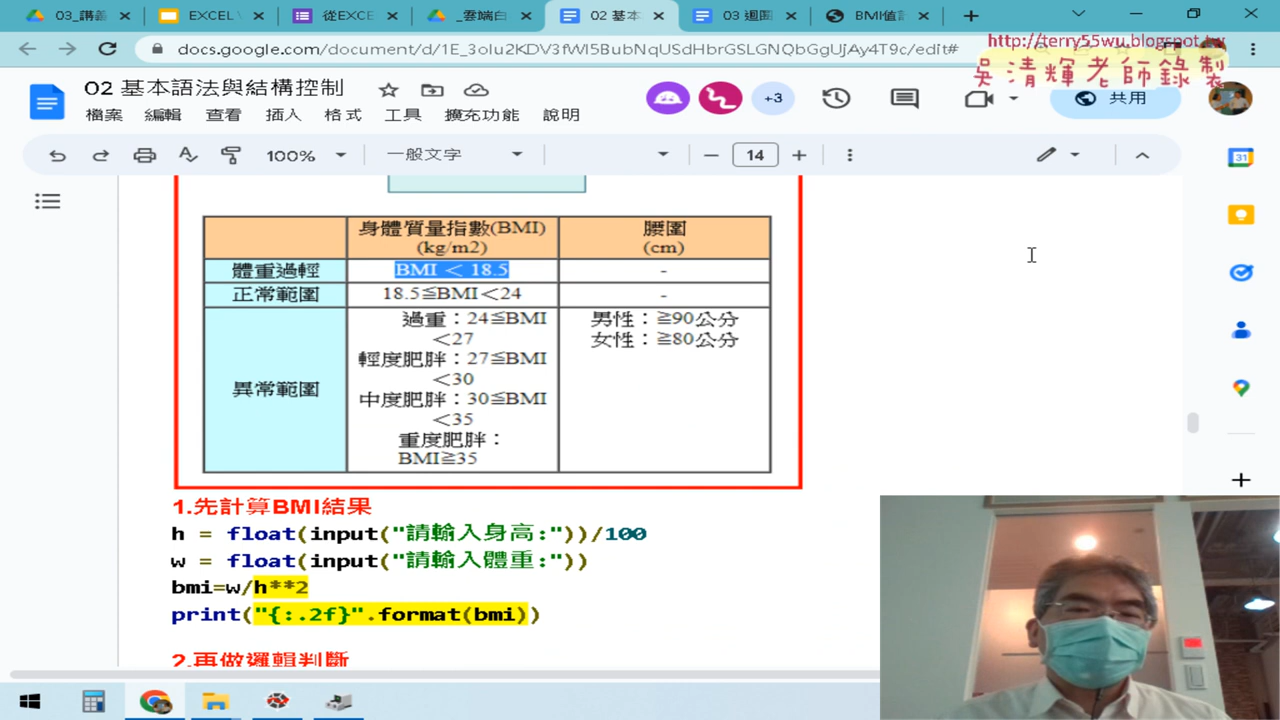 03_講義
EXCEL V
從EXCE
_雲端白
02 基本
03 迴圈
BMI值計
docs.google.com/document/d/1E_3oIu2KDV3fWI5BubNqUSdHbrGSLGNQbGgUjAy4T9c/edit#
http://terry55wu.blogspot.tw
吳清輝老師錄製
02 基本語法與結構控制
+3
共用
檔案 編輯 查看 插入 格式 工具 擴充功能 說明
100% 一般文字 14
31
身體質量指數(BMI) (kg/m2) 腰圍 (cm)
體重過輕 BMI < 18.5 -
正常範圍 18.5≦BMI<24 -
異常範圍
過重：24≦BMI
<27
輕度肥胖：27≦BMI
<30
中度肥胖：30≦BMI
<35
重度肥胖：
BMI≧35
男性：≧90公分
女性：≧80公分
1.先計算BMI結果
h = float(input("請輸入身高:"))/100
w = float(input("請輸入體重:"))
bmi=w/h**2
print("{:.2f}".format(bmi))
2.再做邏輯判斷